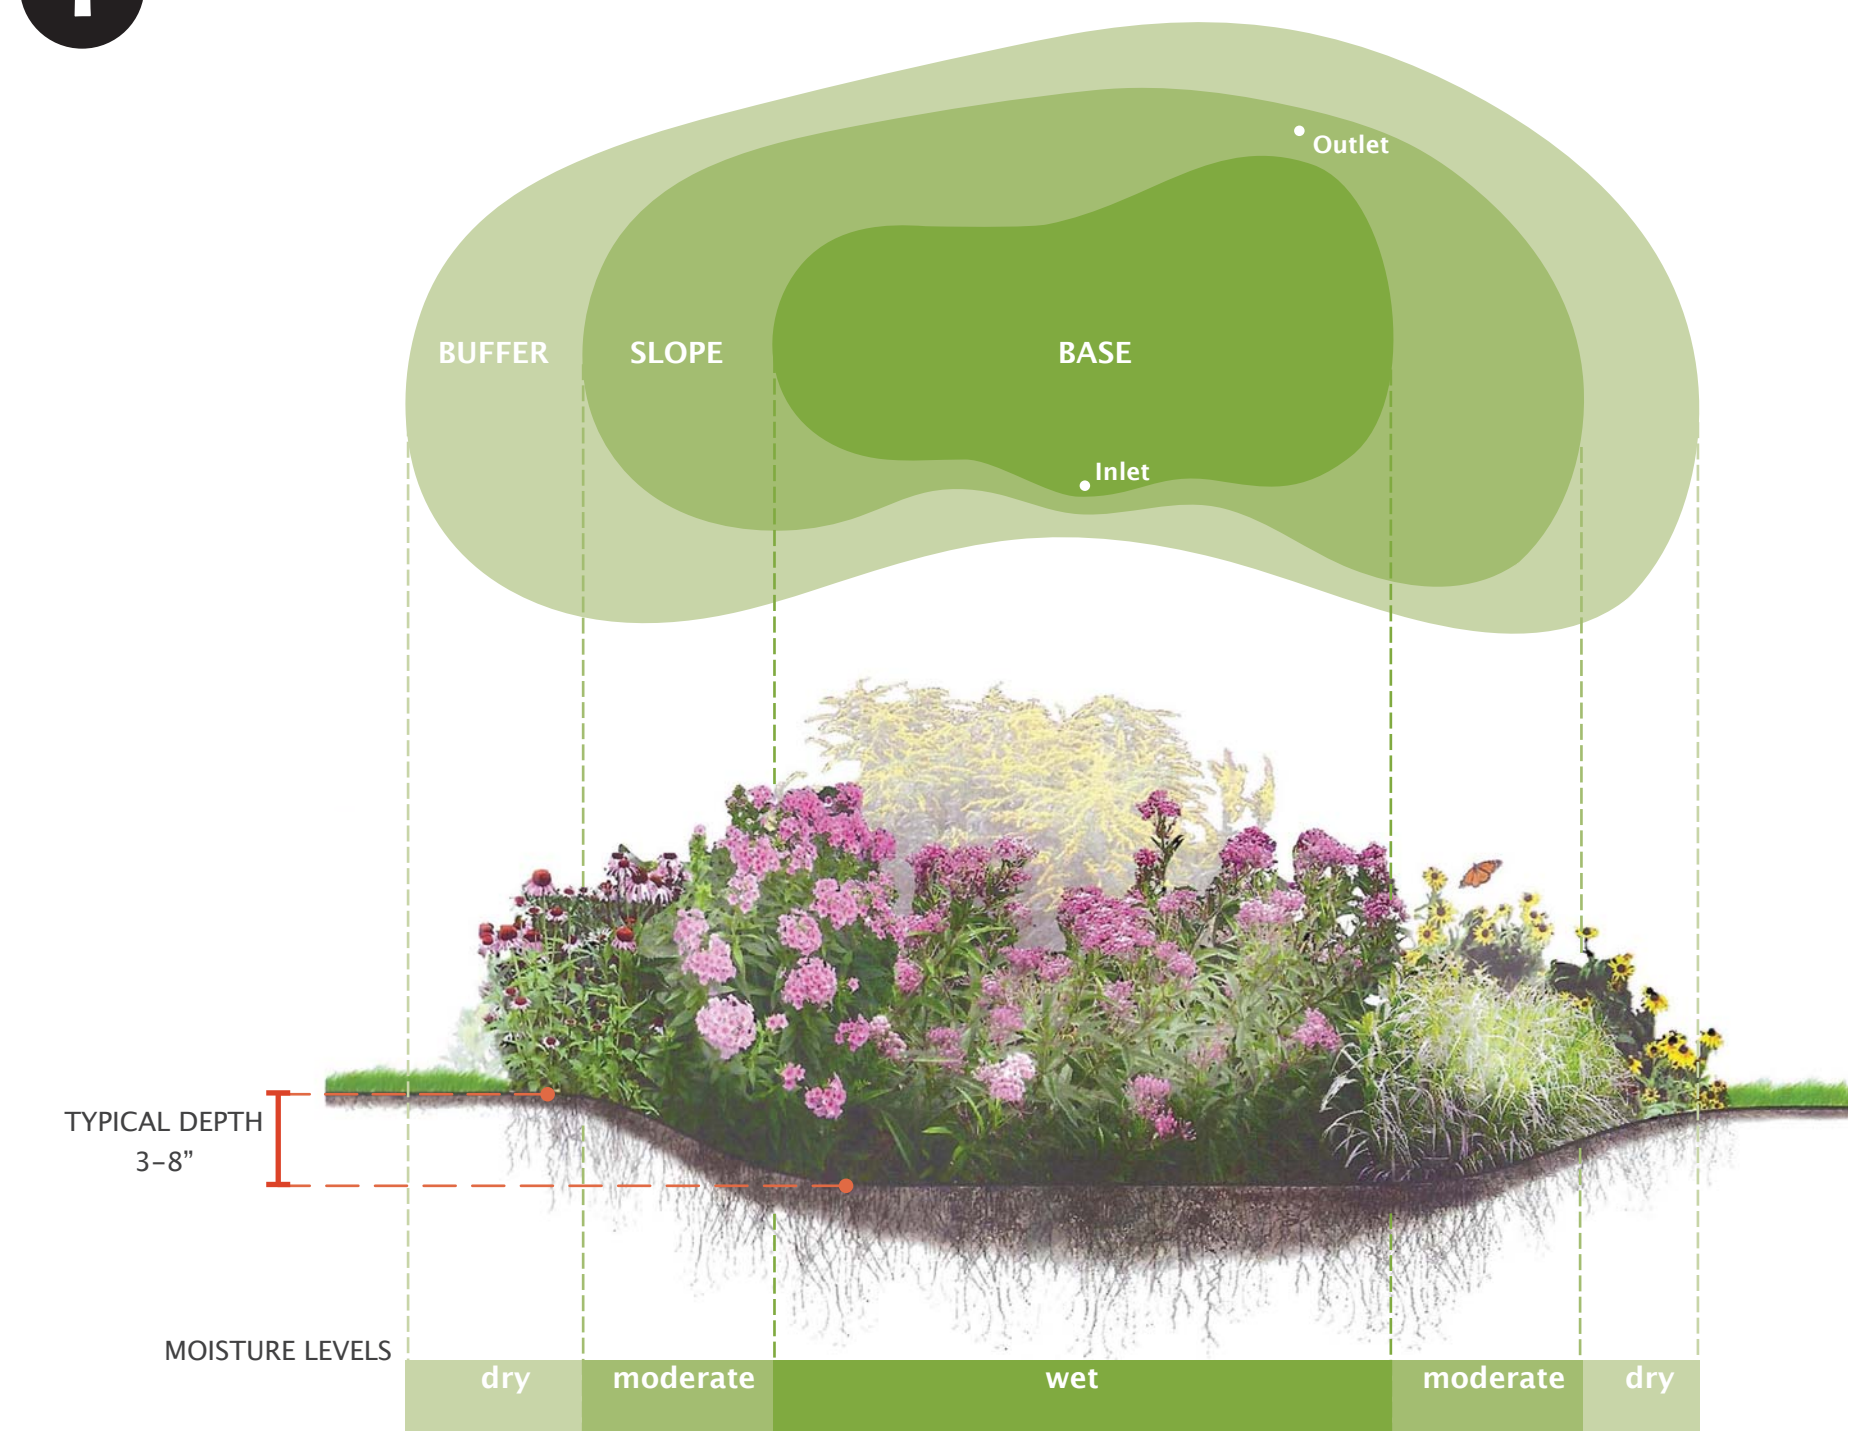 Outlet
BUFFER
SLOPE
BASE
Inlet
TYPICAL DEPTH
3–8”
MOISTURE LEVELS
dry
moderate
wet
moderate
dry